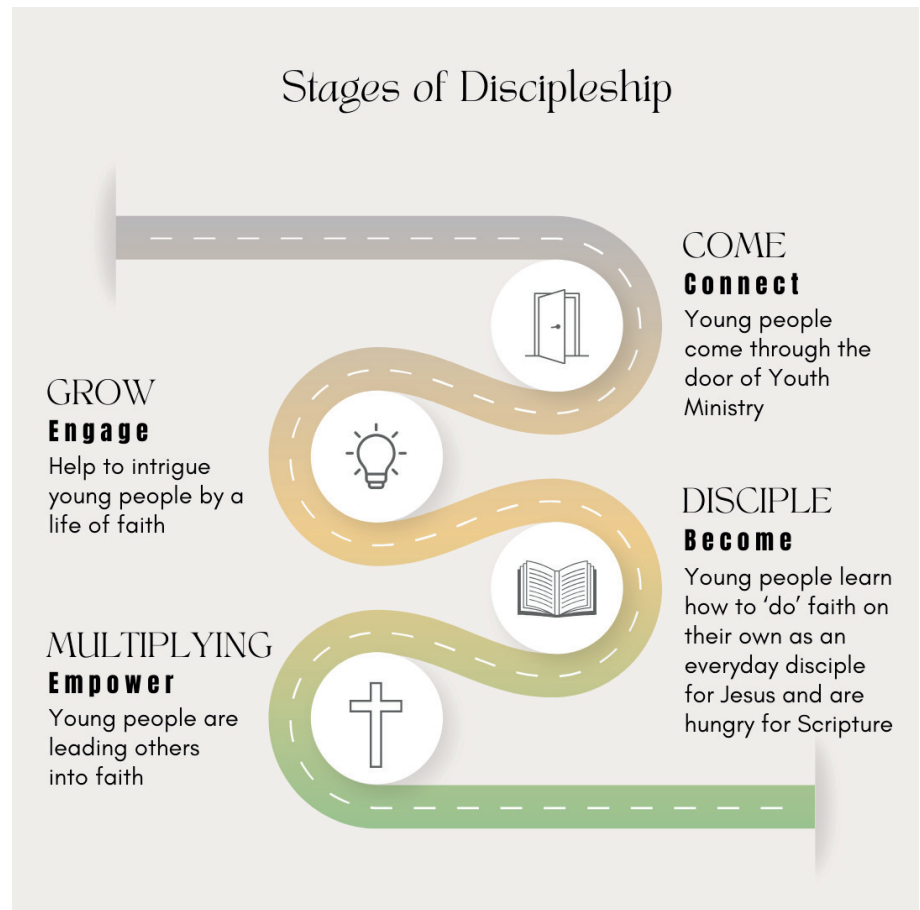 Stages of Discipleship
COME
Connect
Young people
come through the
door of Youth
Ministry
GROW
Engage
Help to intrigue
young people by a
life of faith
DISCIPLE
Become
Young people learn
how to ‘do’ faith on
their own as an
everyday disciple
for Jesus and are
hungry for Scripture
MULTIPLYING
Empower
Young people are
leading others
into faith